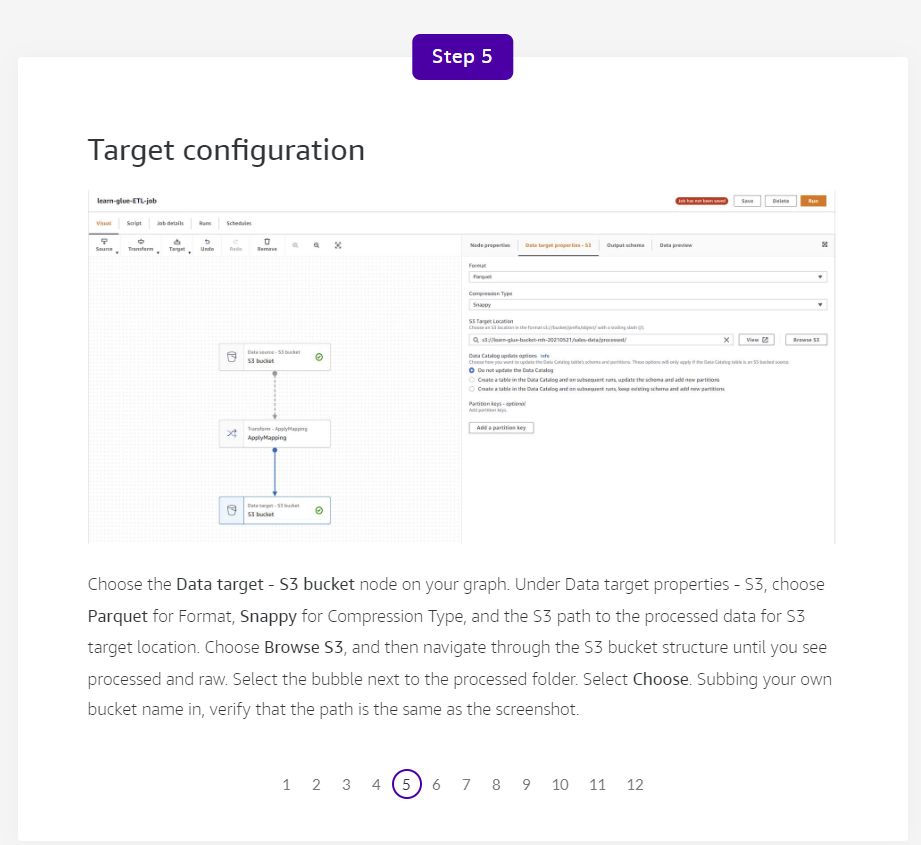 Step 5
Target configuration
learn-glue-ETL-job
Job has not been saved
Save
Delete
Run
Visual
Script
Job details
Runs
Schedules
Source
Transform
Target
Undo
Redo
Remove
Node properties
Data target properties - S3
Output schema
Data preview
Format
Parquet
Compression Type
Snappy
S3 Target Location
Choose an S3 location in the format s3://bucket/prefix/object/ with a trailing slash (/).
s3://learn-glue-bucket-mh-20210521/sales-data/processed/
View
Browse S3
Data Catalog update options Info
Choose how you want to update the Data Catalog table's schema and partitions. These options will only apply if the Data Catalog table is an S3 backed source.
Do not update the Data Catalog
Create a table in the Data Catalog and on subsequent runs, update the schema and add new partitions
Create a table in the Data Catalog and on subsequent runs, keep existing schema and add new partitions
Partition keys - optional
Add partition keys.
Add a partition key
Data source - S3 bucket
S3 bucket
Transform - ApplyMapping
ApplyMapping
Data target - S3 bucket
S3 bucket
Choose the Data target - S3 bucket node on your graph. Under Data target properties - S3, choose
Parquet for Format, Snappy for Compression Type, and the S3 path to the processed data for S3
target location. Choose Browse S3, and then navigate through the S3 bucket structure until you see
processed and raw. Select the bubble next to the processed folder. Select Choose. Subbing your own
bucket name in, verify that the path is the same as the screenshot.
1 2 3 4 5 6 7 8 9 10 11 12